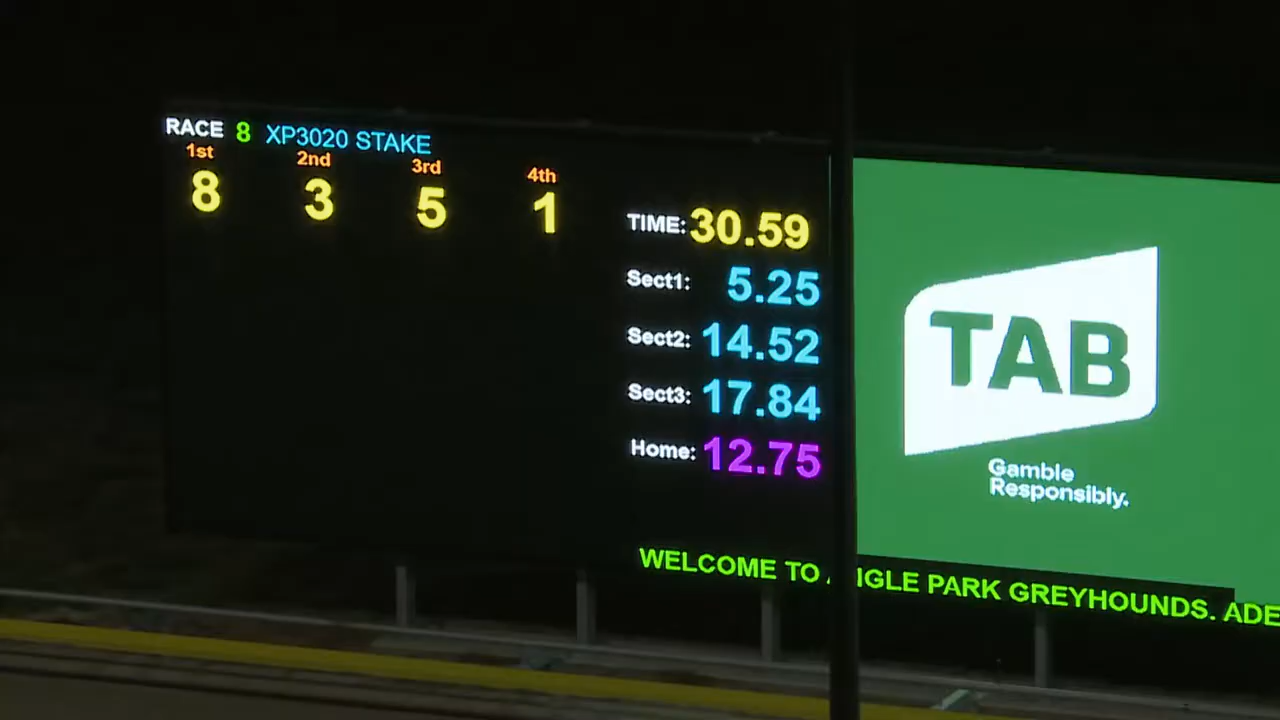 RACE 8 XP3020 STAKE
1st 2nd 3rd 4th
8 3 5 1
TIME: 30.59
Sect1: 5.25
Sect2: 14.52
Sect3: 17.84
Home: 12.75
TAB
Gamble
Responsibly.
WELCOME TO PARK GREYHOUNDS.